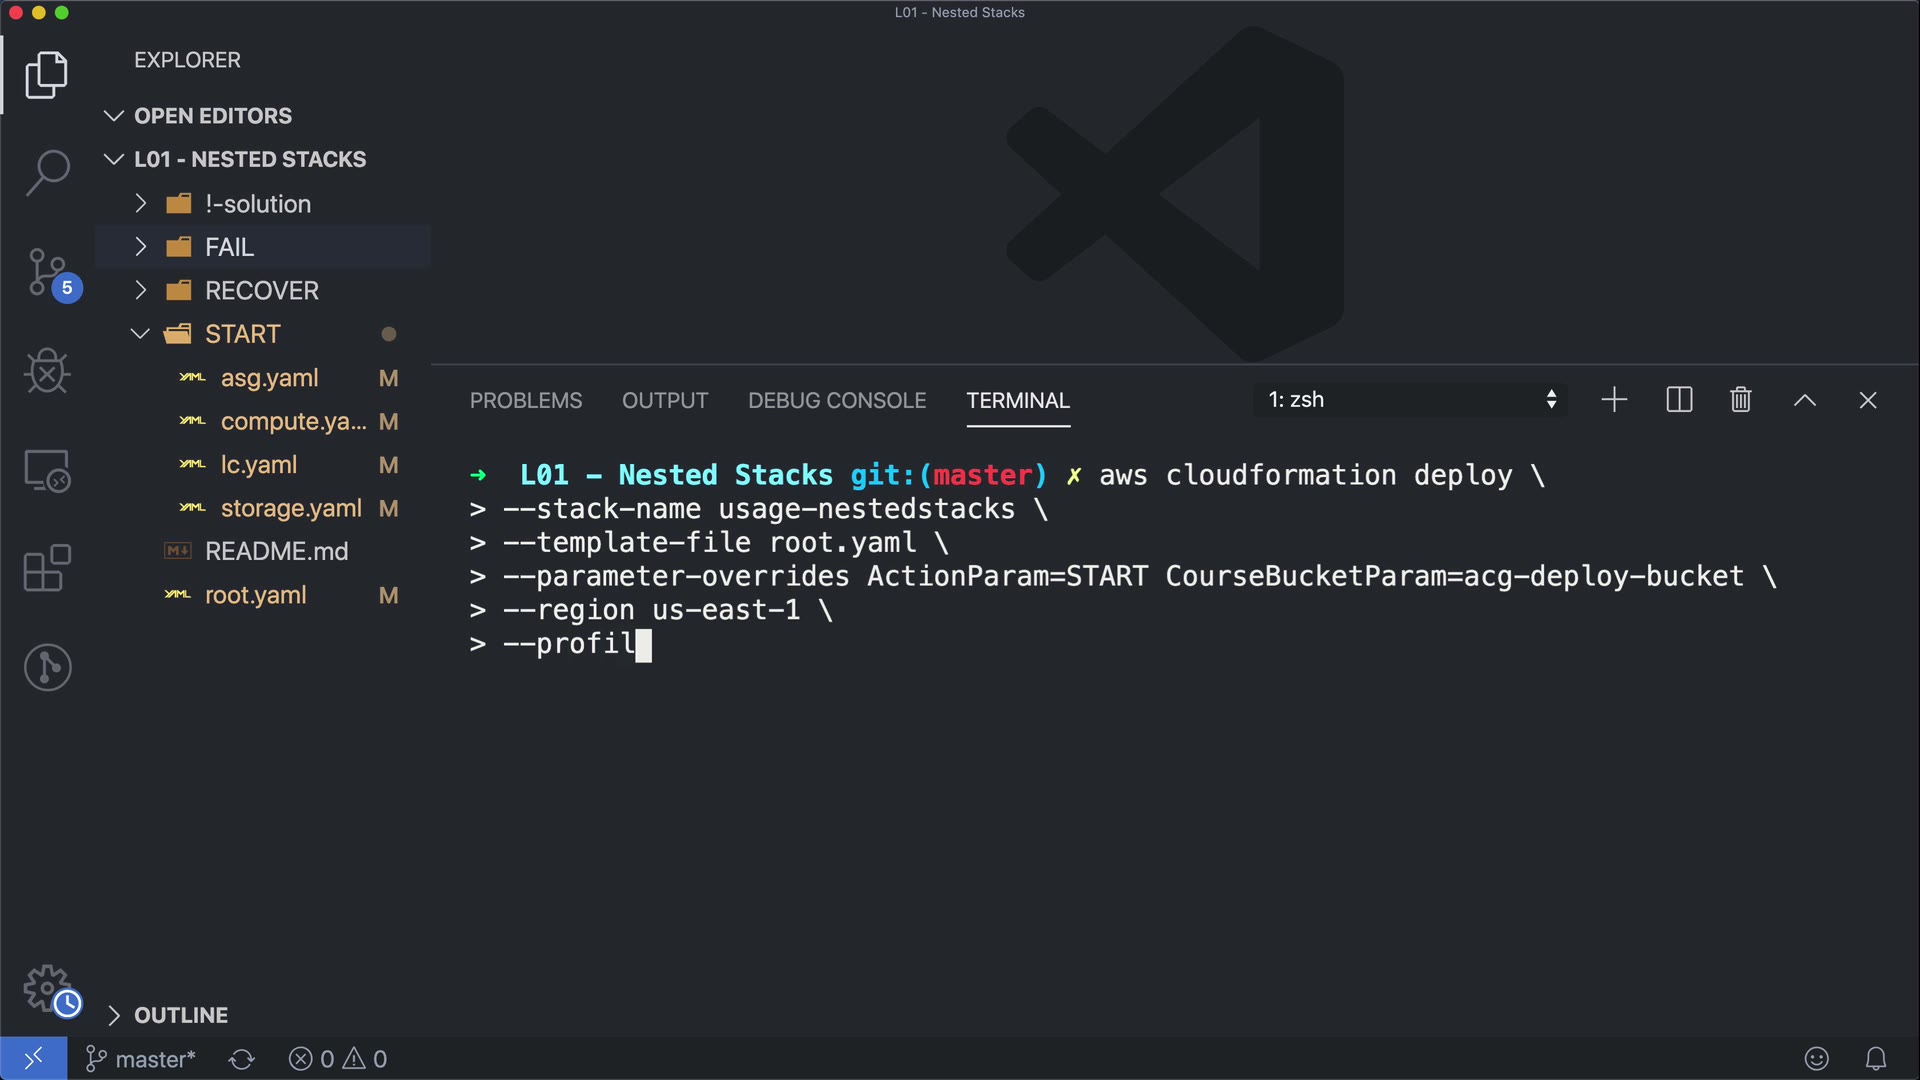 L01 - Nested Stacks
EXPLORER
OPEN EDITORS
L01 - NESTED STACKS
!-solution
FAIL
RECOVER
START
asg.yaml M
compute.ya... M
lc.yaml M
storage.yaml M
README.md
root.yaml M
OUTLINE
5
PROBLEMS OUTPUT DEBUG CONSOLE TERMINAL 1: zsh
➜ L01 - Nested Stacks git:(master) ✗ aws cloudformation deploy \
> --stack-name usage-nestedstacks \
> --template-file root.yaml \
> --parameter-overrides ActionParam=START CourseBucketParam=acg-deploy-bucket \
> --region us-east-1 \
> --profil
master* 0 0